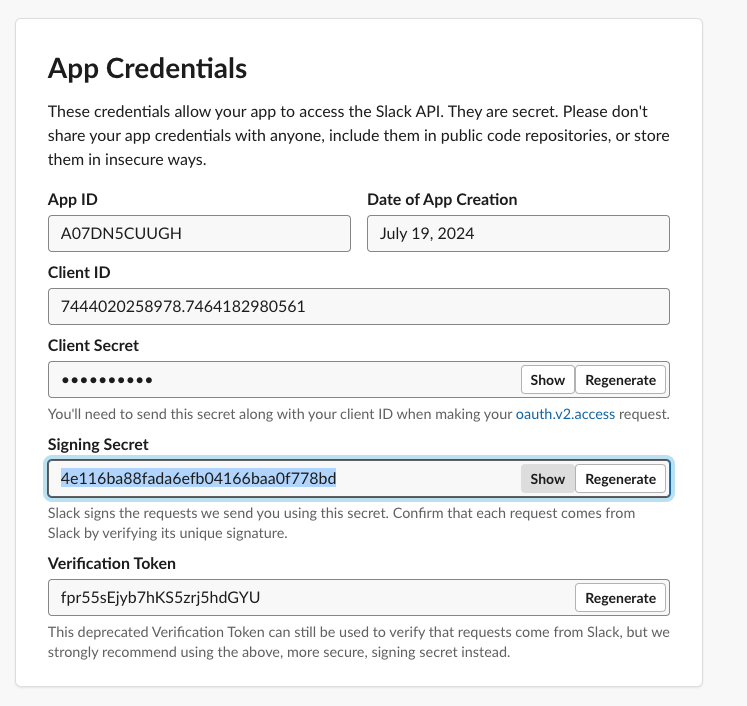 App Credentials
These credentials allow your app to access the Slack API. They are secret. Please don't
share your app credentials with anyone, include them in public code repositories, or store
them in insecure ways.
App ID
Date of App Creation
A07DN5CUUGH
July 19, 2024
Client ID
7444020258978.7464182980561
Client Secret
••••••••••
Show
Regenerate
You'll need to send this secret along with your client ID when making your oauth.v2.access request.
Signing Secret
4e116ba88fada6efb04166baa0f778bd
Show
Regenerate
Slack signs the requests we send you using this secret. Confirm that each request comes from
Slack by verifying its unique signature.
Verification Token
fpr55sEjyb7hKS5zrj5hdGYU
Regenerate
This deprecated Verification Token can still be used to verify that requests come from Slack, but we
strongly recommend using the above, more secure, signing secret instead.